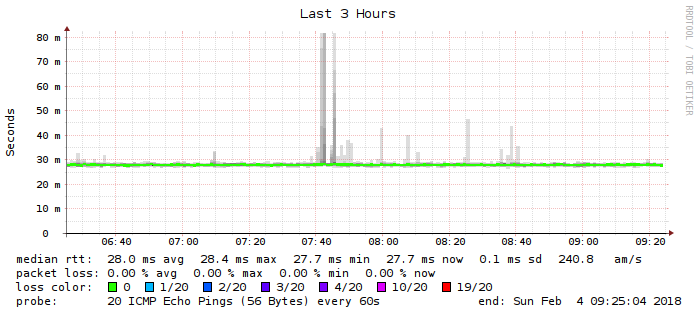 Last 3 Hours
RRDTOOL / TOBI OETIKER
Seconds
80 m
70 m
60 m
50 m
40 m
30 m
20 m
10 m
0
06:40 07:00 07:20 07:40 08:00 08:20 08:40 09:00 09:20
median rtt: 28.0 ms avg 28.4 ms max 27.7 ms min 27.7 ms now 0.1 ms sd 240.8 am/s
packet loss: 0.00 % avg 0.00 % max 0.00 % min 0.00 % now
loss color: 0 1/20 2/20 3/20 4/20 10/20 19/20
probe: 20 ICMP Echo Pings (56 Bytes) every 60s end: Sun Feb 4 09:25:04 2018